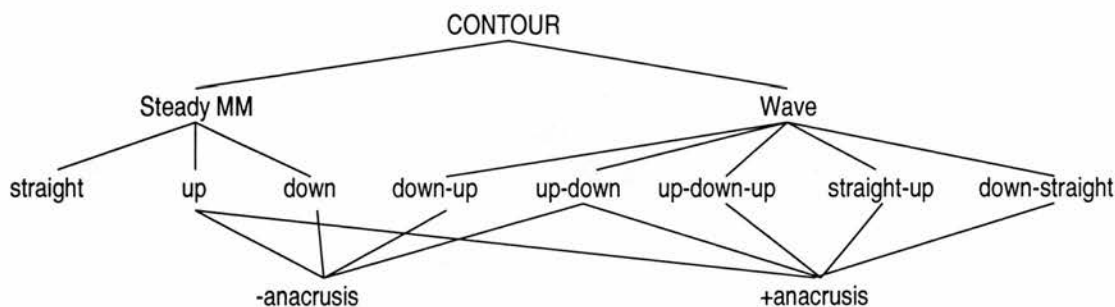 CONTOUR
Steady MM Wave
straight up down down-up up-down up-down-up straight-up down-straight
-anacrusis +anacrusis